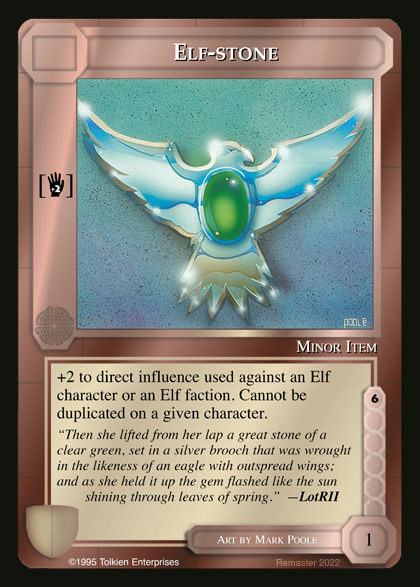 Elf-stone
[+2]
POOLE
Minor Item
+2 to direct influence used against an Elf
character or an Elf faction. Cannot be
duplicated on a given character.
“Then she lifted from her lap a great stone of a
clear green, set in a silver brooch that was wrought
in the likeness of an eagle with outspread wings;
and as she held it up the gem flashed like the sun
shining through leaves of spring.” –LotRII
6
Art by Mark Poole
1
©1995 Tolkien Enterprises
Remaster 2022